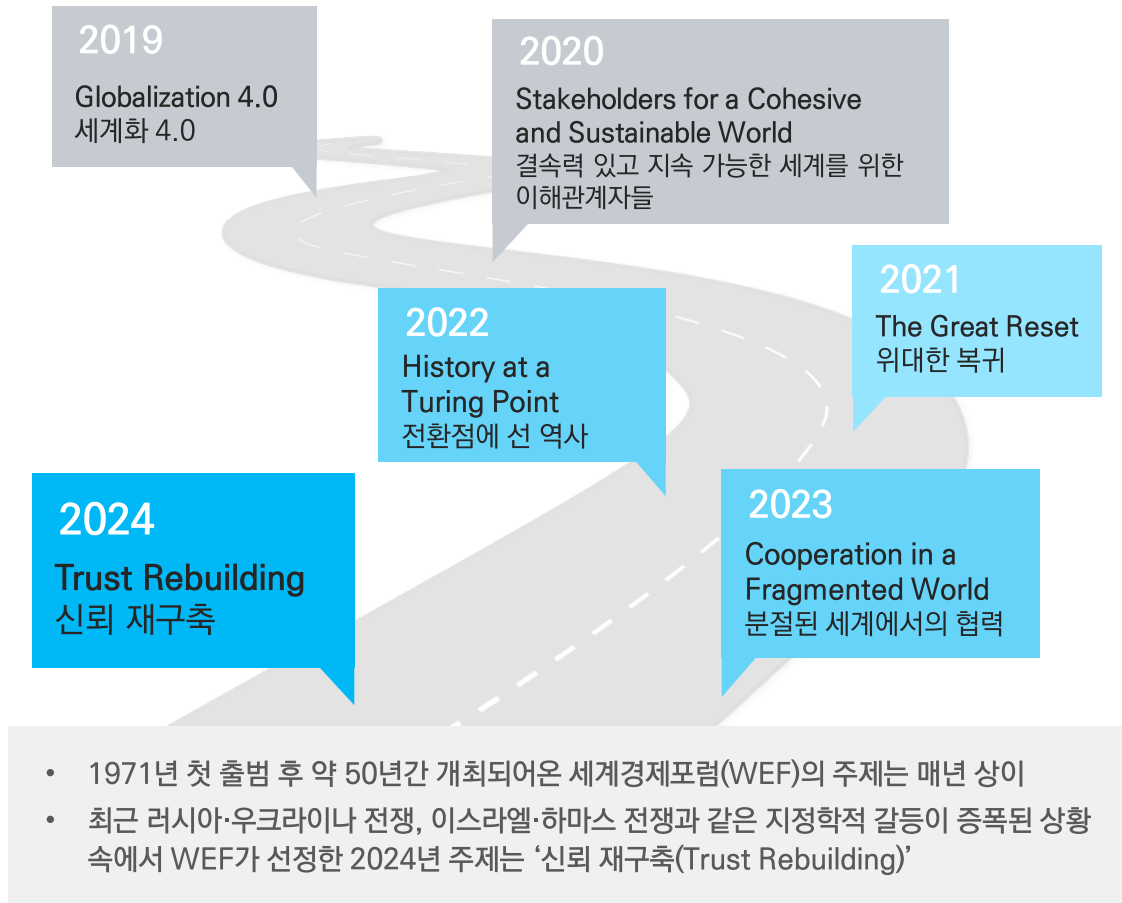 2019
Globalization 4.0
세계화 4.0
2020
Stakeholders for a Cohesive
and Sustainable World
결속력 있고 지속 가능한 세계를 위한
이해관계자들
2021
The Great Reset
위대한 복귀
2022
History at a
Turing Point
전환점에 선 역사
2023
Cooperation in a
Fragmented World
분절된 세계에서의 협력
2024
Trust Rebuilding
신뢰 재구축
• 1971년 첫 출범 후 약 50년간 개최되어온 세계경제포럼(WEF)의 주제는 매년 상이
• 최근 러시아·우크라이나 전쟁, 이스라엘·하마스 전쟁과 같은 지정학적 갈등이 증폭된 상황
속에서 WEF가 선정한 2024년 주제는 ‘신뢰 재구축(Trust Rebuilding)’